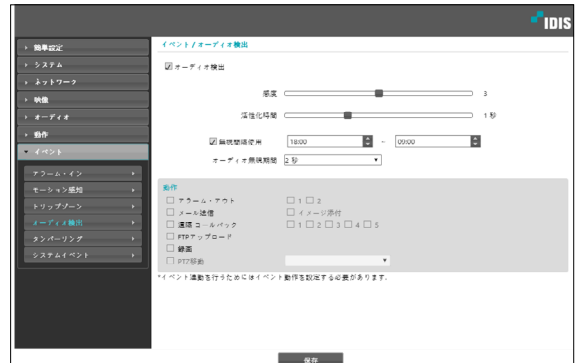 IDIS
簡単設定
システム
ネットワーク
映像
オーディオ
動作
イベント
アラーム・イン
モーション感知
トリップゾーン
オーディオ検出
タンパーリング
システムイベント
イベント / オーディオ検出
オーディオ検出
感度 3
活性化時間 1 秒
無視間隔使用 18:00 ~ 09:00
オーディオ無視期間 2 秒
動作
アラーム・アウト 1 2
メール送信 イメージ添付
遠隔 コールバック 1 2 3 4 5
FTPアップロード
録画
PTZ移動
*イベント連動を行うためにはイベント動作を設定する必要があります.
保存